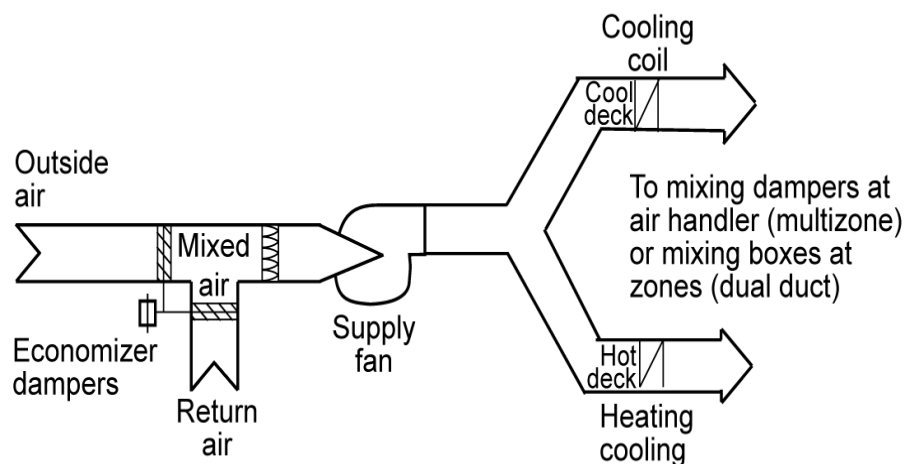 Cooling
coil
Cool
deck
Outside
air
To mixing dampers at
air handler (multizone)
or mixing boxes at
zones (dual duct)
Mixed
air
Supply
fan
Economizer
dampers
Return
air
Hot
deck
Heating
cooling